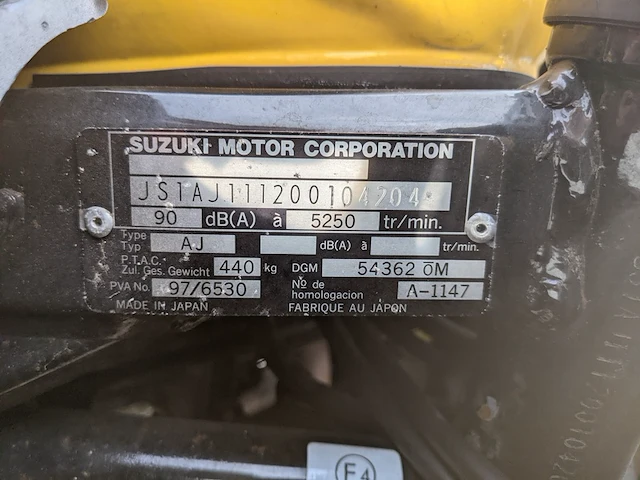 SUZUKI MOTOR CORPORATION
JS1AJ111200104204
90 dB(A) à 5250 tr/min.
Type
Typ AJ dB(A) à tr/min.
P.T.A.C.
Zul. Ges. Gewicht 440 kg DGM 54362 OM
PVA No. 97/6530 No de homologacion A-1147
MADE IN JAPAN FABRIQUE AU JAPON
E4